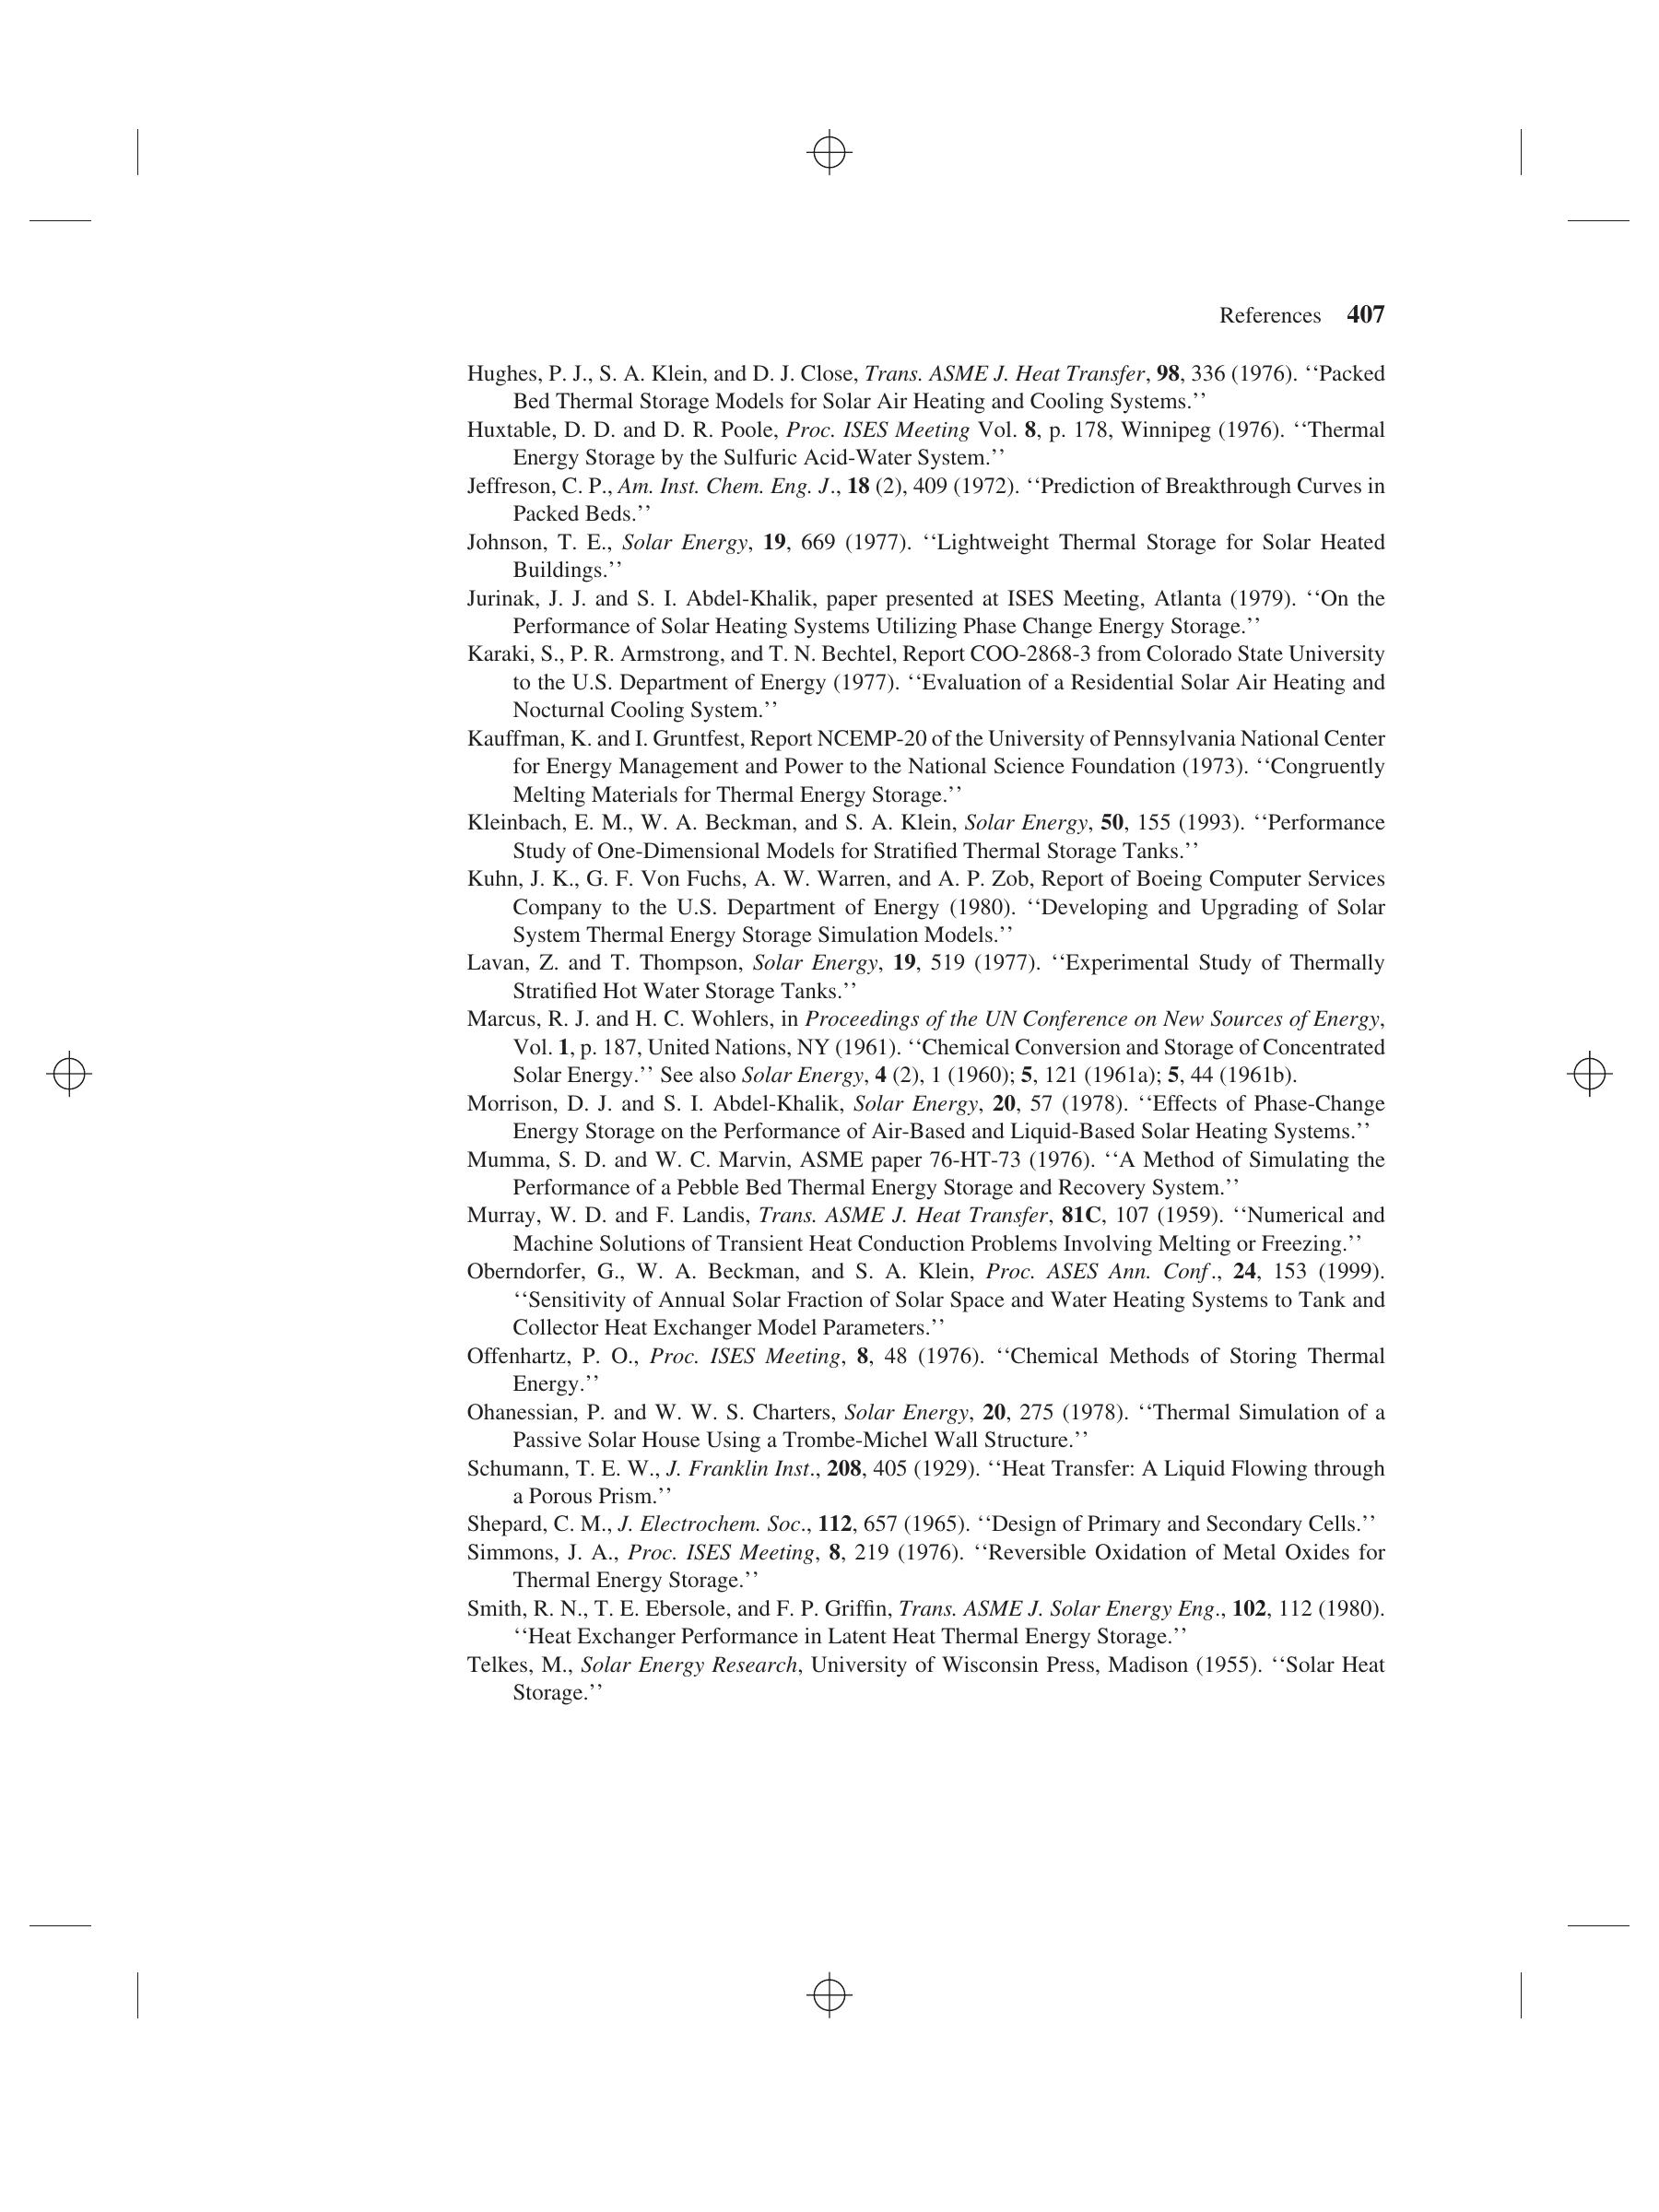 References 407
Hughes, P. J., S. A. Klein, and D. J. Close, Trans. ASME J. Heat Transfer, 98, 336 (1976). ‘‘Packed
Bed Thermal Storage Models for Solar Air Heating and Cooling Systems.’’
Huxtable, D. D. and D. R. Poole, Proc. ISES Meeting Vol. 8, p. 178, Winnipeg (1976). ‘‘Thermal
Energy Storage by the Sulfuric Acid-Water System.’’
Jeffreson, C. P., Am. Inst. Chem. Eng. J., 18 (2), 409 (1972). ‘‘Prediction of Breakthrough Curves in
Packed Beds.’’
Johnson, T. E., Solar Energy, 19, 669 (1977). ‘‘Lightweight Thermal Storage for Solar Heated
Buildings.’’
Jurinak, J. J. and S. I. Abdel-Khalik, paper presented at ISES Meeting, Atlanta (1979). ‘‘On the
Performance of Solar Heating Systems Utilizing Phase Change Energy Storage.’’
Karaki, S., P. R. Armstrong, and T. N. Bechtel, Report COO-2868-3 from Colorado State University
to the U.S. Department of Energy (1977). ‘‘Evaluation of a Residential Solar Air Heating and
Nocturnal Cooling System.’’
Kauffman, K. and I. Gruntfest, Report NCEMP-20 of the University of Pennsylvania National Center
for Energy Management and Power to the National Science Foundation (1973). ‘‘Congruently
Melting Materials for Thermal Energy Storage.’’
Kleinbach, E. M., W. A. Beckman, and S. A. Klein, Solar Energy, 50, 155 (1993). ‘‘Performance
Study of One-Dimensional Models for Stratified Thermal Storage Tanks.’’
Kuhn, J. K., G. F. Von Fuchs, A. W. Warren, and A. P. Zob, Report of Boeing Computer Services
Company to the U.S. Department of Energy (1980). ‘‘Developing and Upgrading of Solar
System Thermal Energy Storage Simulation Models.’’
Lavan, Z. and T. Thompson, Solar Energy, 19, 519 (1977). ‘‘Experimental Study of Thermally
Stratified Hot Water Storage Tanks.’’
Marcus, R. J. and H. C. Wohlers, in Proceedings of the UN Conference on New Sources of Energy,
Vol. 1, p. 187, United Nations, NY (1961). ‘‘Chemical Conversion and Storage of Concentrated
Solar Energy.’’ See also Solar Energy, 4 (2), 1 (1960); 5, 121 (1961a); 5, 44 (1961b).
Morrison, D. J. and S. I. Abdel-Khalik, Solar Energy, 20, 57 (1978). ‘‘Effects of Phase-Change
Energy Storage on the Performance of Air-Based and Liquid-Based Solar Heating Systems.’’
Mumma, S. D. and W. C. Marvin, ASME paper 76-HT-73 (1976). ‘‘A Method of Simulating the
Performance of a Pebble Bed Thermal Energy Storage and Recovery System.’’
Murray, W. D. and F. Landis, Trans. ASME J. Heat Transfer, 81C, 107 (1959). ‘‘Numerical and
Machine Solutions of Transient Heat Conduction Problems Involving Melting or Freezing.’’
Oberndorfer, G., W. A. Beckman, and S. A. Klein, Proc. ASES Ann. Conf., 24, 153 (1999).
‘‘Sensitivity of Annual Solar Fraction of Solar Space and Water Heating Systems to Tank and
Collector Heat Exchanger Model Parameters.’’
Offenhartz, P. O., Proc. ISES Meeting, 8, 48 (1976). ‘‘Chemical Methods of Storing Thermal
Energy.’’
Ohanessian, P. and W. W. S. Charters, Solar Energy, 20, 275 (1978). ‘‘Thermal Simulation of a
Passive Solar House Using a Trombe-Michel Wall Structure.’’
Schumann, T. E. W., J. Franklin Inst., 208, 405 (1929). ‘‘Heat Transfer: A Liquid Flowing through
a Porous Prism.’’
Shepard, C. M., J. Electrochem. Soc., 112, 657 (1965). ‘‘Design of Primary and Secondary Cells.’’
Simmons, J. A., Proc. ISES Meeting, 8, 219 (1976). ‘‘Reversible Oxidation of Metal Oxides for
Thermal Energy Storage.’’
Smith, R. N., T. E. Ebersole, and F. P. Griffin, Trans. ASME J. Solar Energy Eng., 102, 112 (1980).
‘‘Heat Exchanger Performance in Latent Heat Thermal Energy Storage.’’
Telkes, M., Solar Energy Research, University of Wisconsin Press, Madison (1955). ‘‘Solar Heat
Storage.’’